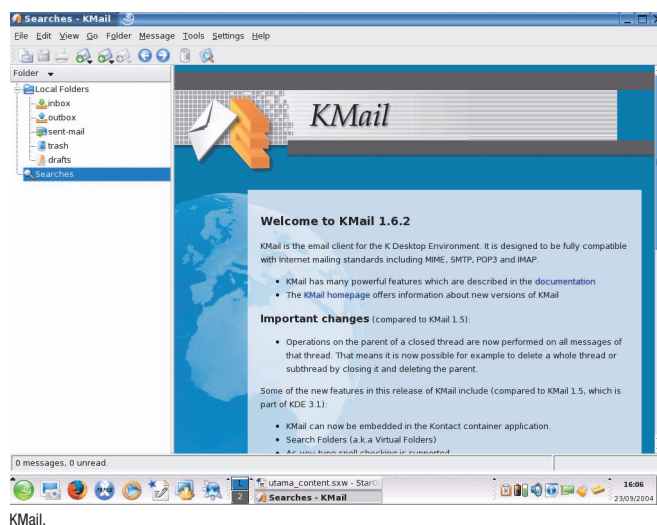 Searches - KMail
File Edit View Go Folder Message Tools Settings Help
Folder
Local Folders
inbox
outbox
sent-mail
trash
drafts
Searches
KMail
Welcome to KMail 1.6.2
KMail is the email client for the K Desktop Environment. It is designed to be fully compatible
with Internet mailing standards including MIME, SMTP, POP3 and IMAP.
• KMail has many powerful features which are described in the documentation
• The KMail homepage offers information about new versions of KMail
Important changes (compared to KMail 1.5):
• Operations on the parent of a closed thread are now performed on all messages of
that thread. That means it is now possible for example to delete a whole thread or
subthread by closing it and deleting the parent.
Some of the new features in this release of KMail include (compared to KMail 1.5, which is
part of KDE 3.1):
• KMail can now be embedded in the Kontact container application.
• Search Folders (a.k.a Virtual Folders)
• As-you-type spell checking is supported
0 messages, 0 unread.
1
2
utama_content.sxw - StarO
Searches - KMail
16:06
23/09/2004
KMail.